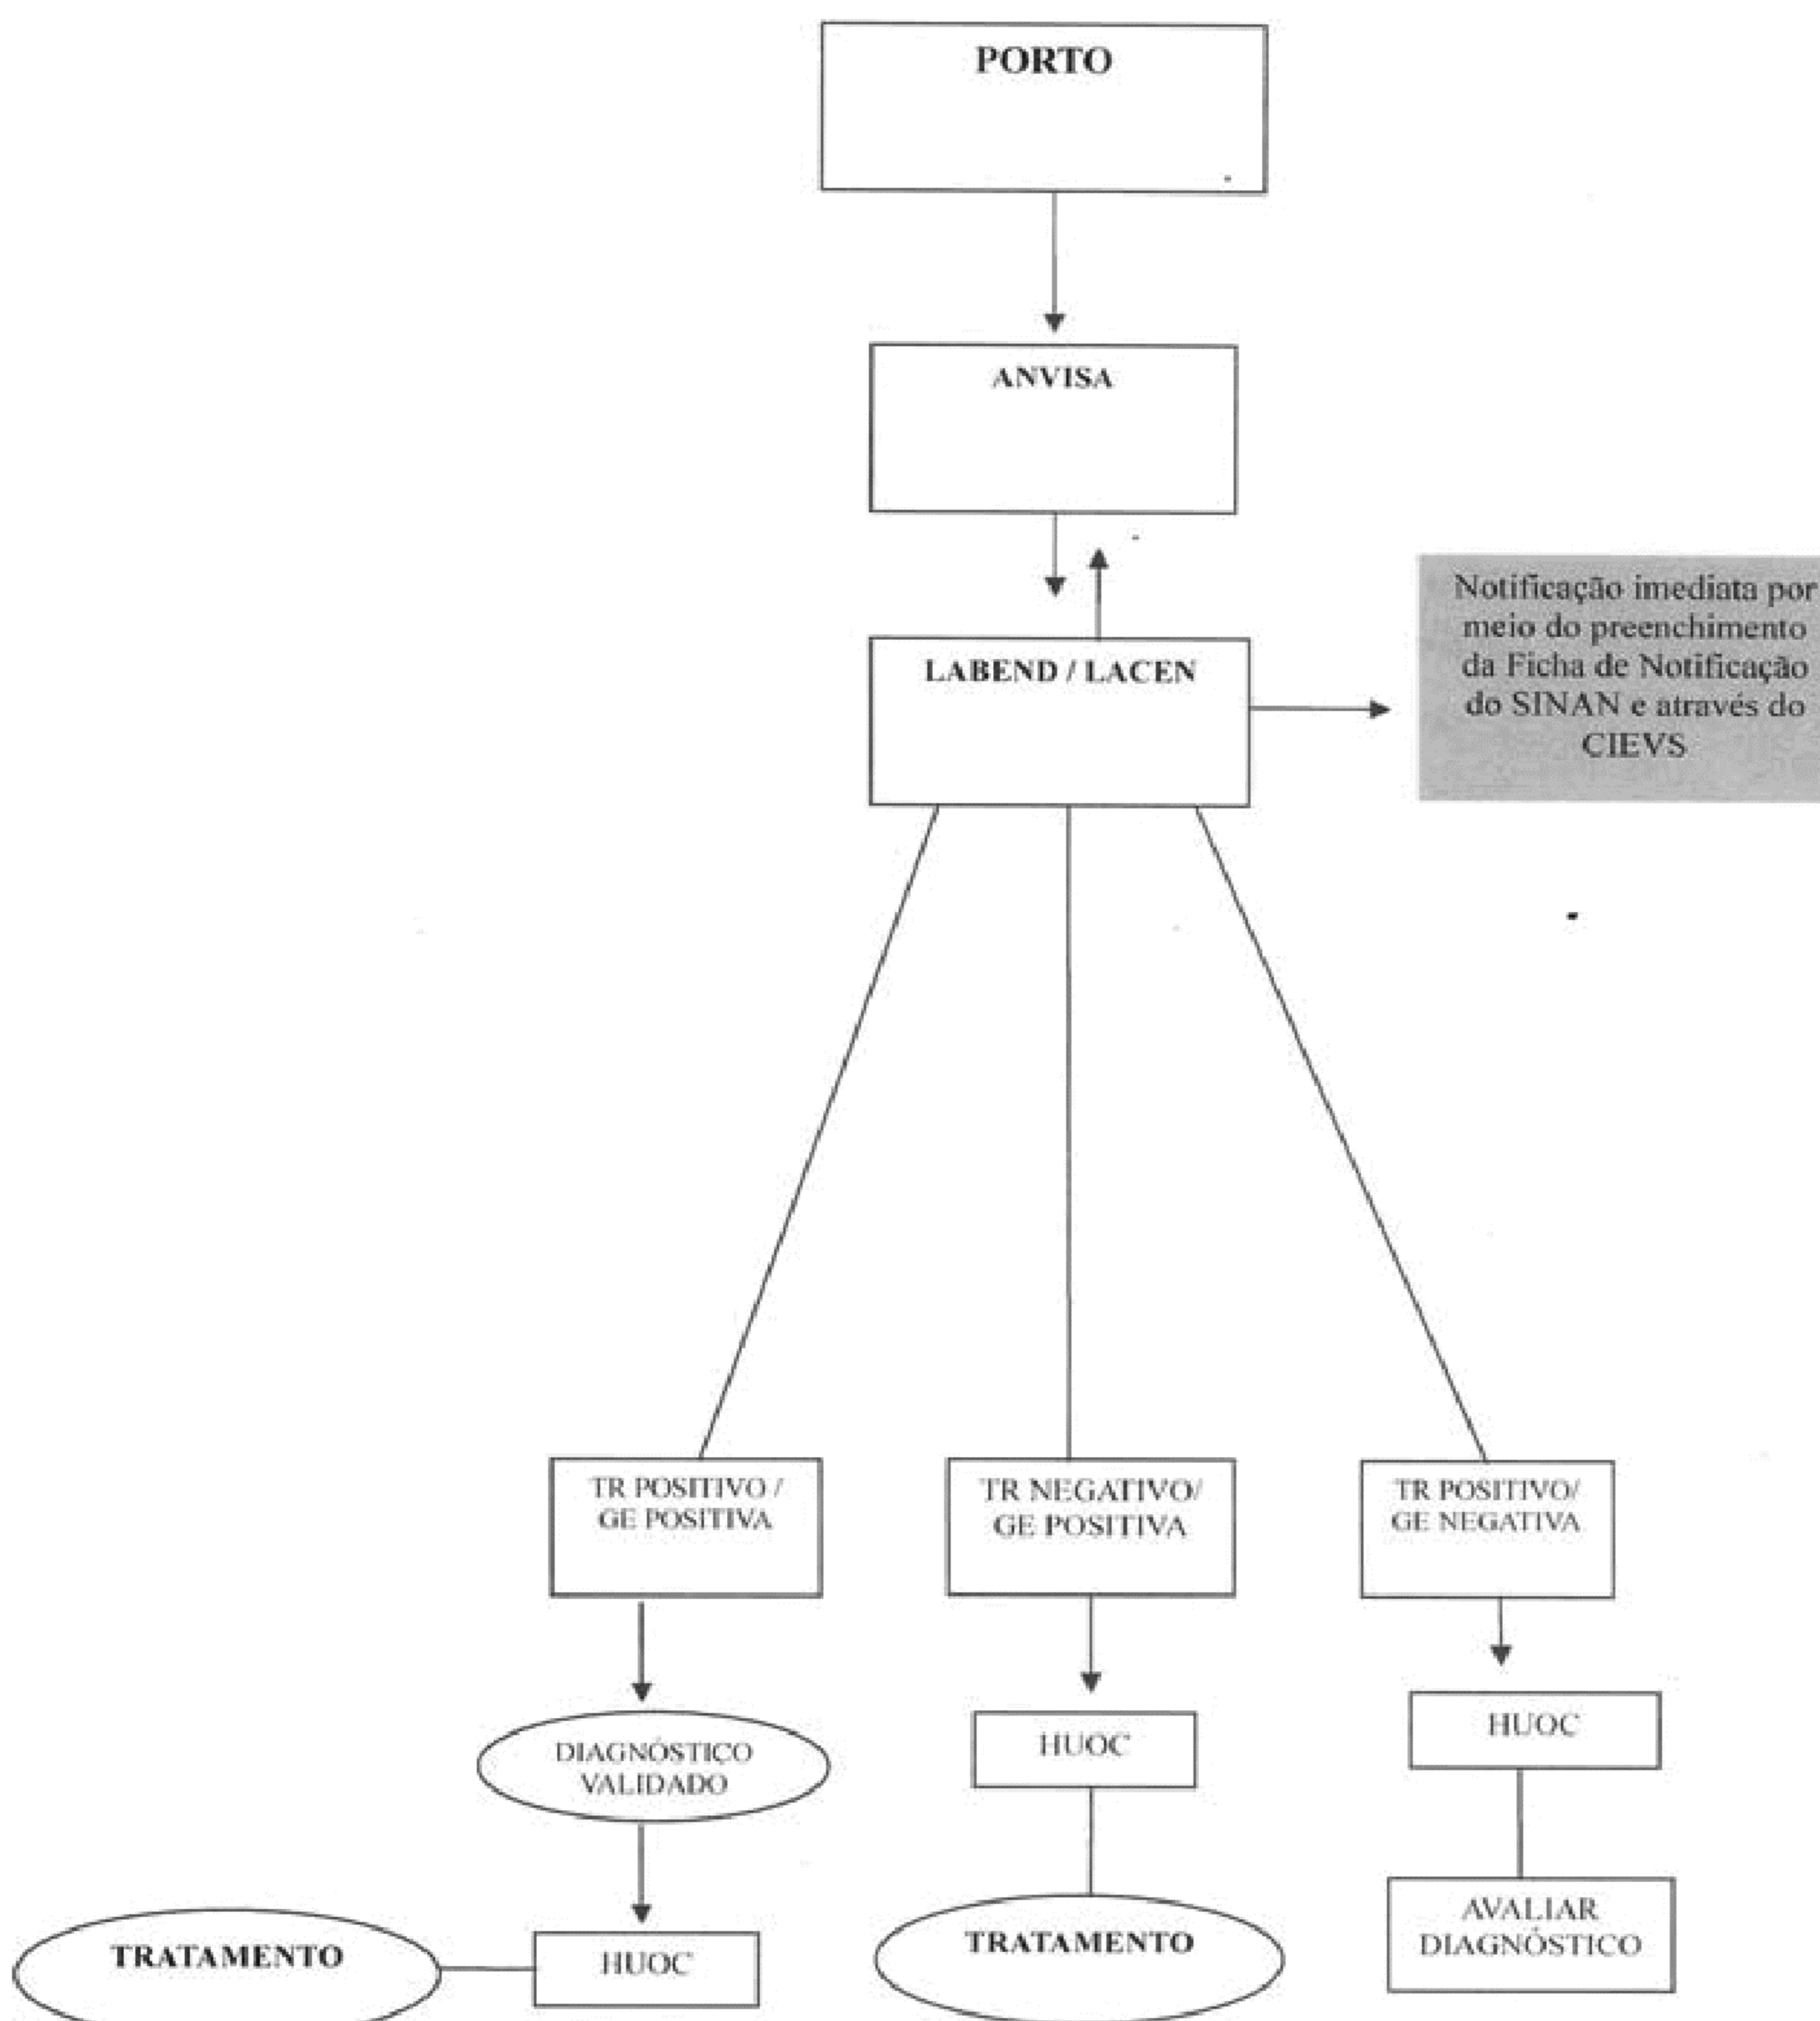 PORTO
ANVISA
Notificação imediata por
meio do preenchimento
da Ficha de Notificação
do SINAN e através do
CIEVS
LABEND / LACEN
TR POSITIVO /
GE POSITIVA
TR NEGATIVO/
GE POSITIVA
TR POSITIVO/
GE NEGATIVA
DIAGNÓSTICO
VALIDADO
HUOC
HUOC
TRATAMENTO
HUOC
TRATAMENTO
AVALIAR
DIAGNÓSTICO